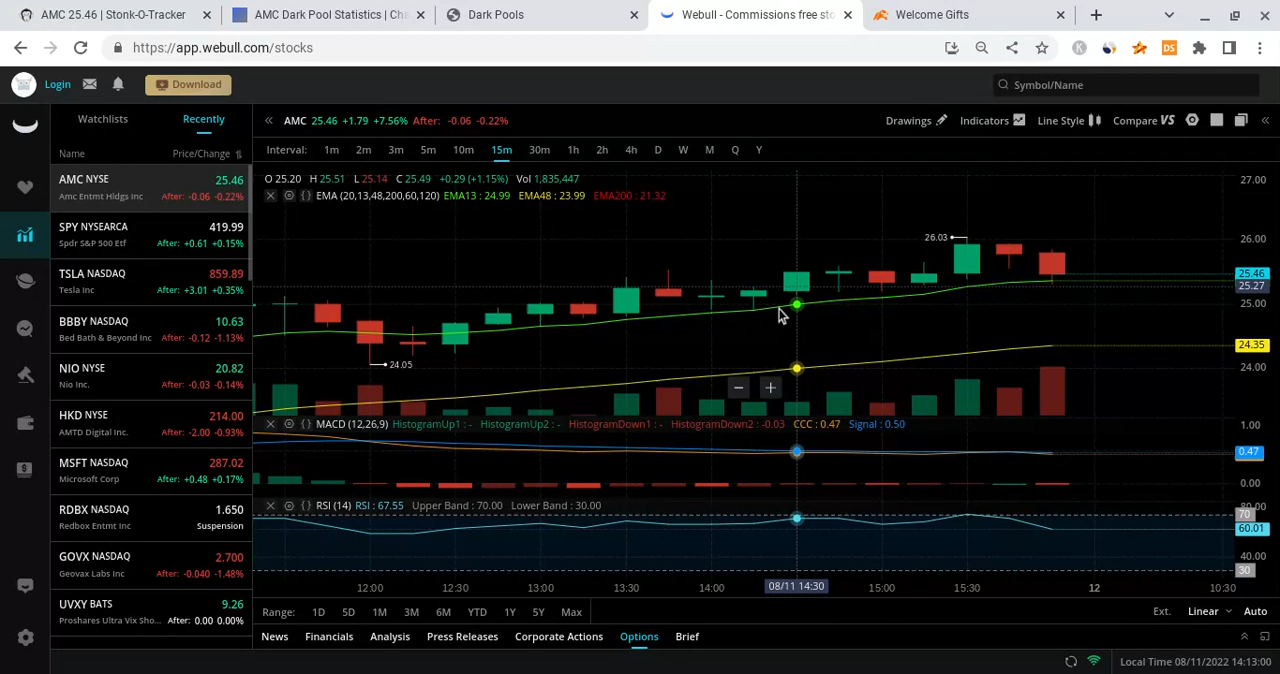 AMC 25.46 | Stonk-O-Tracker
AMC Dark Pool Statistics | Cha
Dark Pools
Webull - Commissions free sto
Welcome Gifts
https://app.webull.com/stocks
Login
Download
Symbol/Name
Watchlists
Recently
Name
Price/Change
AMC NYSE 25.46
Amc Entmt Hldgs Inc After: -0.06 -0.22%
SPY NYSEARCA 419.99
Spdr S&P 500 Etf After: +0.61 +0.15%
TSLA NASDAQ 859.89
Tesla Inc After: +3.01 +0.35%
BBBY NASDAQ 10.63
Bed Bath & Beyond Inc After: -0.12 -1.13%
NIO NYSE 20.82
Nio Inc. After: -0.03 -0.14%
HKD NYSE 214.00
AMTD Digital Inc. After: -2.00 -0.93%
MSFT NASDAQ 287.02
Microsoft Corp After: +0.48 +0.17%
RDBX NASDAQ 1.650
Redbox Entmt Inc Suspension
GOVX NASDAQ 2.700
Geovax Labs Inc After: -0.040 -1.48%
UVXY BATS 9.26
Proshares Ultra Vix Sho... After: 0.00 0.00%
AMC 25.46 +1.79 +7.56% After: -0.06 -0.22%
Drawings Indicators Line Style Compare VS
Interval: 1m 2m 3m 5m 10m 15m 30m 1h 2h 4h D W M Q Y
O 25.20 H 25.51 L 25.14 C 25.49 +0.29 (+1.15%) Vol 1,835,447
EMA (20,13,48,200,60,120) EMA13 : 24.99 EMA48 : 23.99 EMA200 : 21.32
27.00
26.03
26.00
25.46
25.27
25.00
24.35
24.05
24.00
MACD (12,26,9) HistogramUp1 : - HistogramUp2 : - HistogramDown1 : - HistogramDown2 : -0.03 CCC : 0.47 Signal : 0.50
1.00
0.47
0.00
RSI (14) RSI : 67.55 Upper Band : 70.00 Lower Band : 30.00
80.00
70
60.01
40.00
30
12:00 12:30 13:00 13:30 14:00 08/11 14:30 15:00 15:30 12 10:30
Range: 1D 5D 1M 3M 6M YTD 1Y 5Y Max
Ext. Linear Auto
News Financials Analysis Press Releases Corporate Actions Options Brief
Local Time 08/11/2022 14:13:00